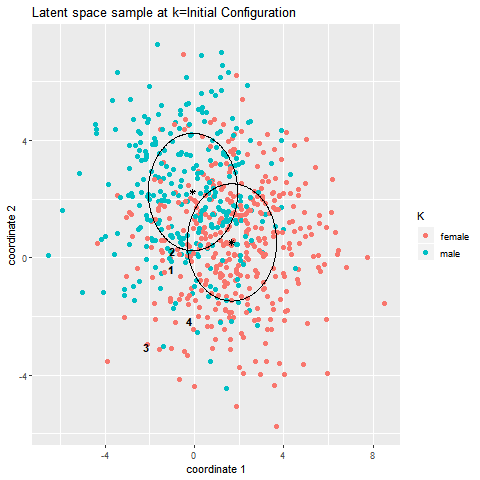 Latent space sample at k=Initial Configuration
4
0
-4
coordinate 2
2
1
4
3
-4
0
4
8
coordinate 1
K
female
male